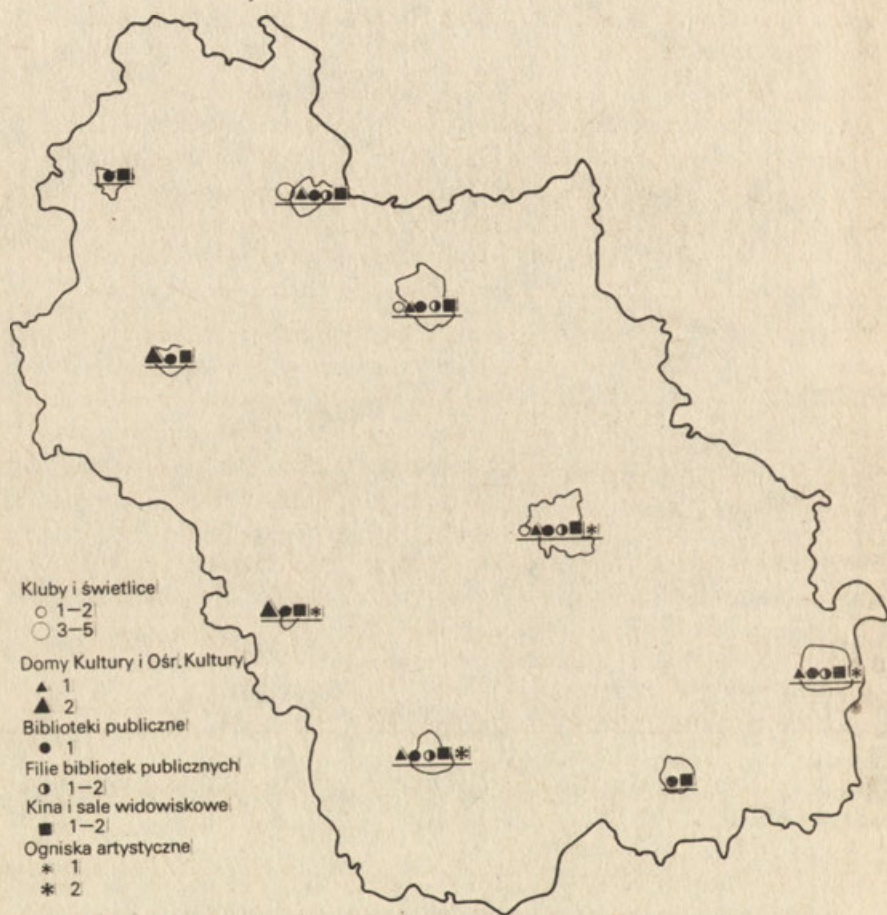 Kluby i świetlice
1–2
3–5
Domy Kultury i Ośr. Kultury
1
2
Biblioteki publiczne
1
Filie bibliotek publicznych
1–2
Kina i sale widowiskowe
1–2
Ogniska artystyczne
1
2